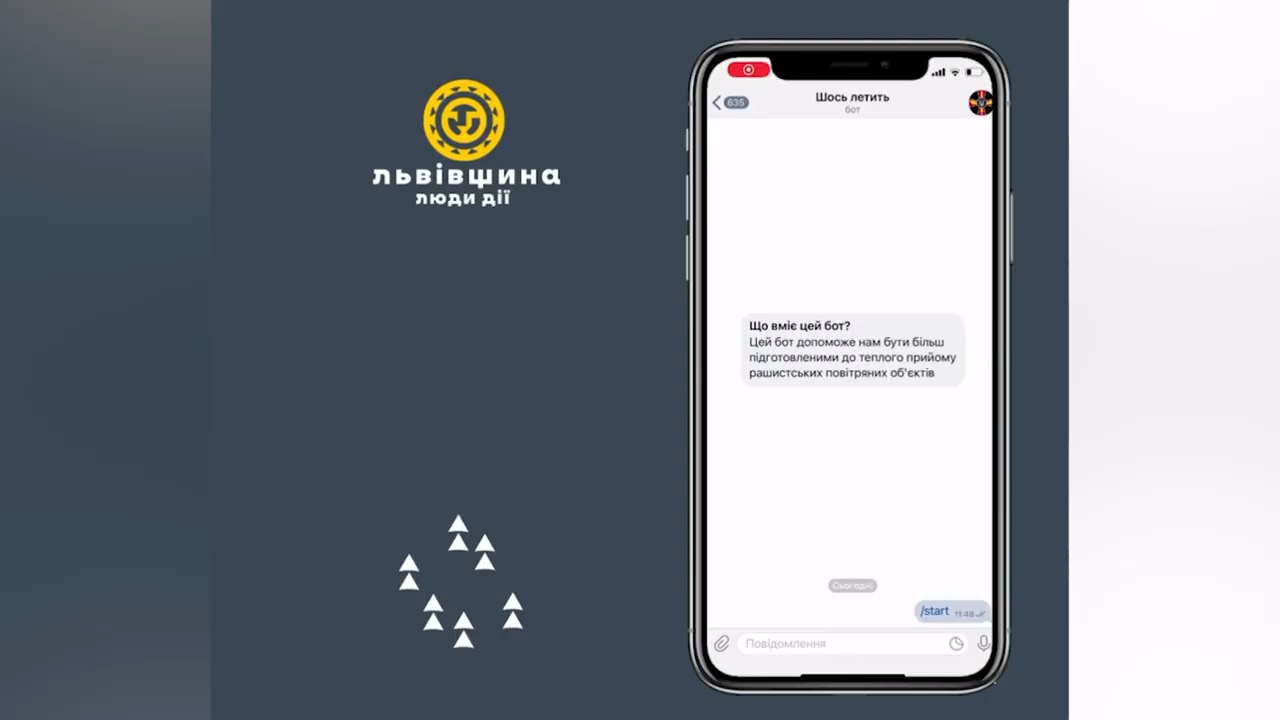 львівщина
люди дії
635
Шось летить
бот
Що вміє цей бот?
Цей бот допоможе нам бути більш
підготовленими до теплого прийому
рашистських повітряних об'єктів
Сьогодні
/start 11:48
Повідомлення